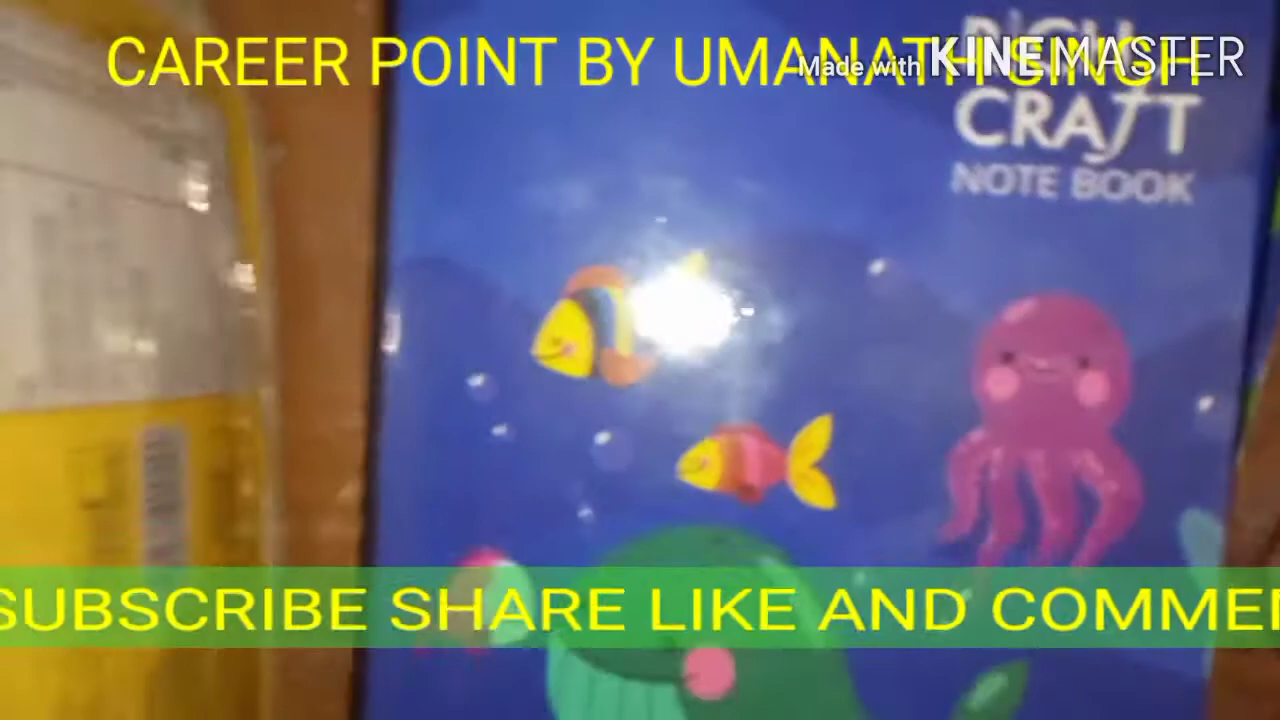 CAREER POINT BY UMANATH SINGH
Made with KINEMASTER
CRAFT
NOTE BOOK
SUBSCRIBE SHARE LIKE AND COMMEN